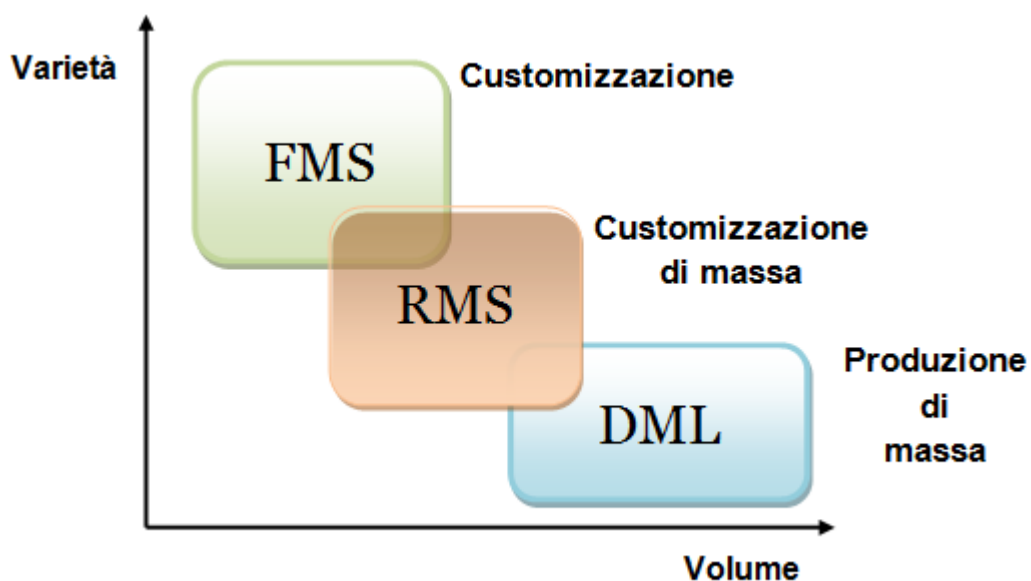 Varietà
Customizzazione
FMS
Customizzazione
di massa
RMS
Produzione
di
massa
DML
Volume